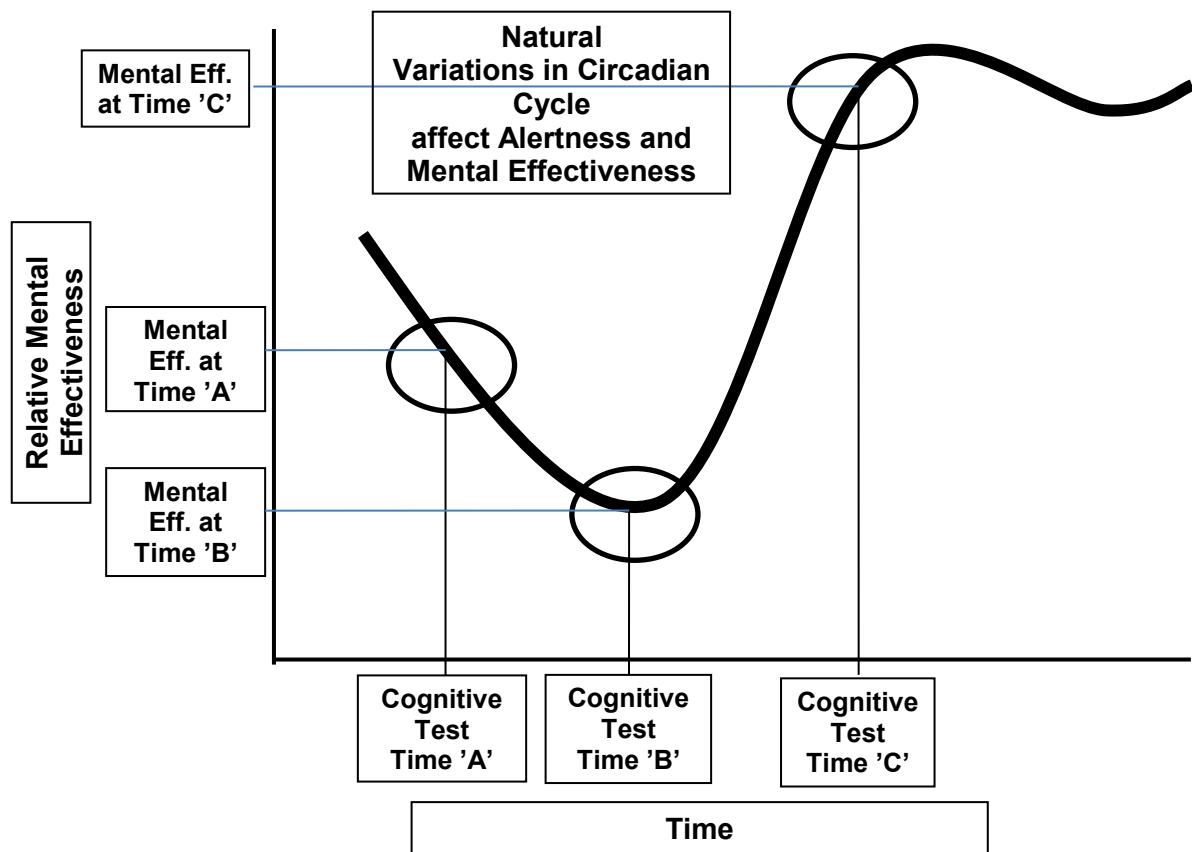 Natural
Variations in Circadian
Cycle
affect Alertness and
Mental Effectiveness
Mental Eff.
at Time ’C’
Relative Mental
Effectiveness
Mental
Eff. at
Time ’A’
Mental
Eff. at
Time ’B’
Cognitive
Test
Time ’A’
Cognitive
Test
Time ’B’
Cognitive
Test
Time ’C’
Time